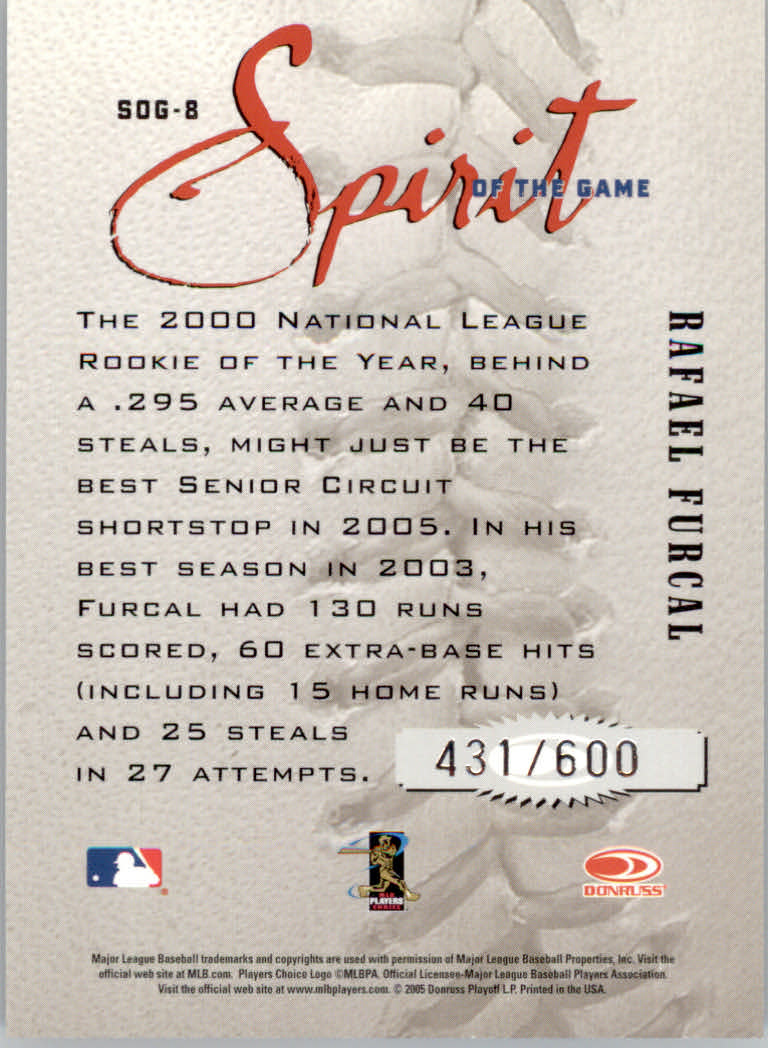 SOG-8
Spirit
OF THE GAME
THE 2000 NATIONAL LEAGUE
ROOKIE OF THE YEAR, BEHIND
A .295 AVERAGE AND 40
STEALS, MIGHT JUST BE THE
BEST SENIOR CIRCUIT
SHORTSTOP IN 2005. IN HIS
BEST SEASON IN 2003,
FURCAL HAD 130 RUNS
SCORED, 60 EXTRA-BASE HITS
(INCLUDING 15 HOME RUNS)
AND 25 STEALS
IN 27 ATTEMPTS.
RAFAEL FURCAL
431/600
MLB
PLAYERS
CHOICE
DONRUSS
Major League Baseball trademarks and copyrights are used with permission of Major League Baseball Properties, Inc. Visit the
official web site at MLB.com. Players Choice Logo ©MLBPA. Official Licensee-Major League Baseball Players Association.
Visit the official web site at www.mlbplayers.com. © 2005 Donruss Playoff L.P. Printed in the USA.